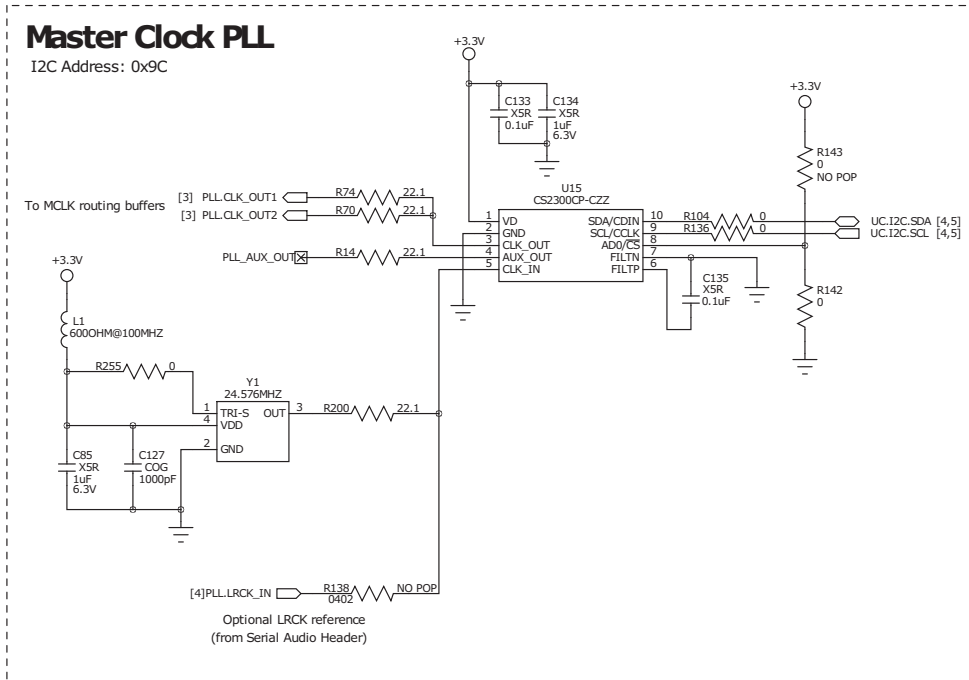 Master Clock PLL
I2C Address: 0x9C
+3.3V
C133
X5R
0.1uF
C134
X5R
1uF
6.3V
+3.3V
R143
0
NO POP
To MCLK routing buffers
[3] PLL.CLK_OUT1
R74
22.1
[3] PLL.CLK_OUT2
R70
22.1
PLL_AUX_OUT
R14
22.1
U15
CS2300CP-CZZ
1 VD
2 GND
3 CLK_OUT
4 AUX_OUT
5 CLK_IN
SDA/CDIN 10
SCL/CCLK 9
AD0/CS 8
FILTN 7
FILTP 6
R104 0
R136 0
UC.I2C.SDA [4,5]
UC.I2C.SCL [4,5]
C135
X5R
0.1uF
R142
0
+3.3V
L1
600OHM@100MHZ
R255 0
Y1
24.576MHZ
1 TRI-S OUT 3
4 VDD
2 GND
R200 22.1
C85
X5R
1uF
6.3V
C127
COG
1000pF
[4]PLL.LRCK_IN
R138 NO POP
0402
Optional LRCK reference
(from Serial Audio Header)